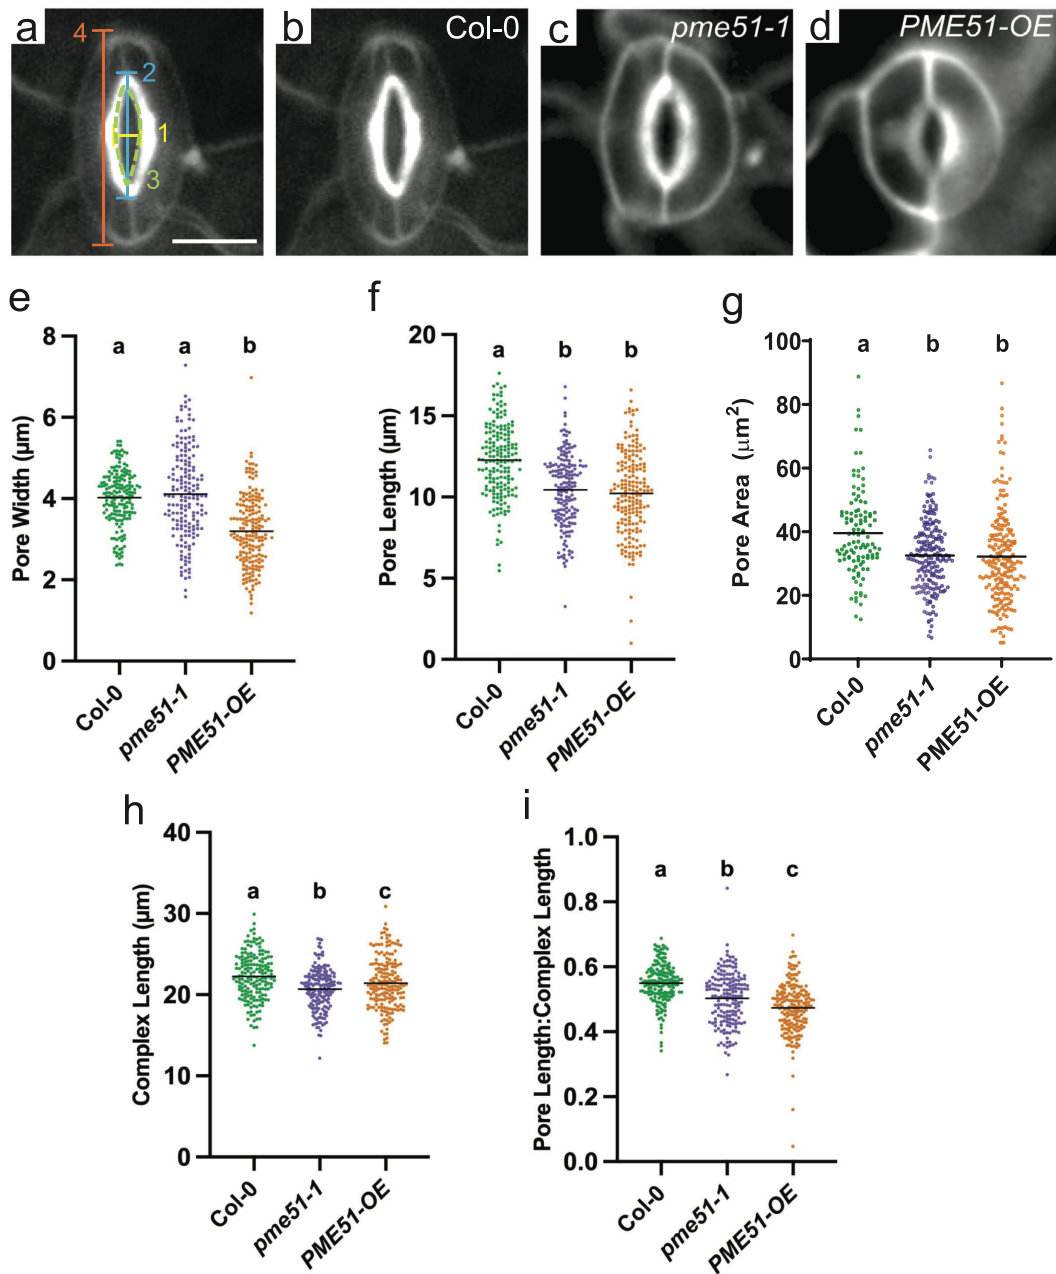 a
4
2
1
3
b
Col-0
c
pme51-1
d
PME51-OE
e
Pore Width (µm)
8
6
4
2
0
a
a
b
Col-0
pme51-1
PME51-OE
f
Pore Length (µm)
20
15
10
5
0
a
b
b
Col-0
pme51-1
PME51-OE
g
Pore Area (µm²)
100
80
60
40
20
0
a
b
b
Col-0
pme51-1
PME51-OE
h
Complex Length (µm)
40
30
20
10
0
a
b
c
Col-0
pme51-1
PME51-OE
i
Pore Length:Complex Length
1.0
0.8
0.6
0.4
0.2
0.0
a
b
c
Col-0
pme51-1
PME51-OE